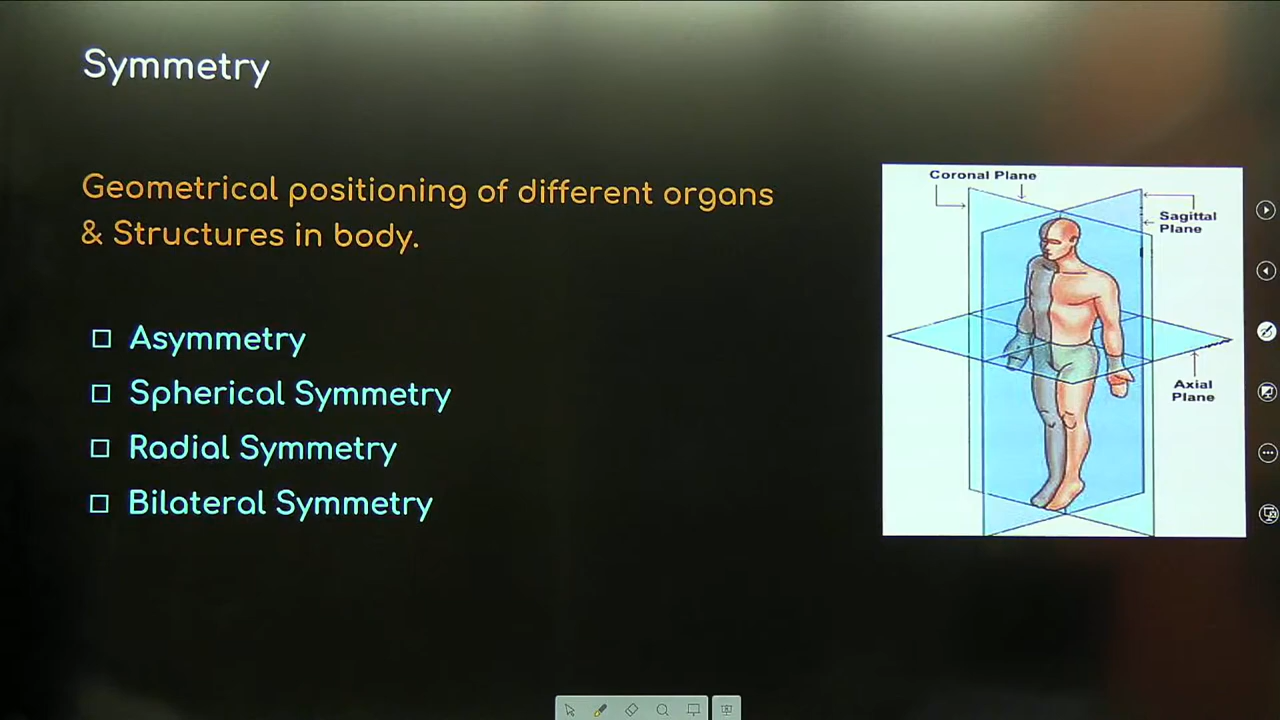 Symmetry
Geometrical positioning of different organs
& Structures in body.
Asymmetry
Spherical Symmetry
Radial Symmetry
Bilateral Symmetry
Coronal Plane
Sagittal
Plane
Axial
Plane